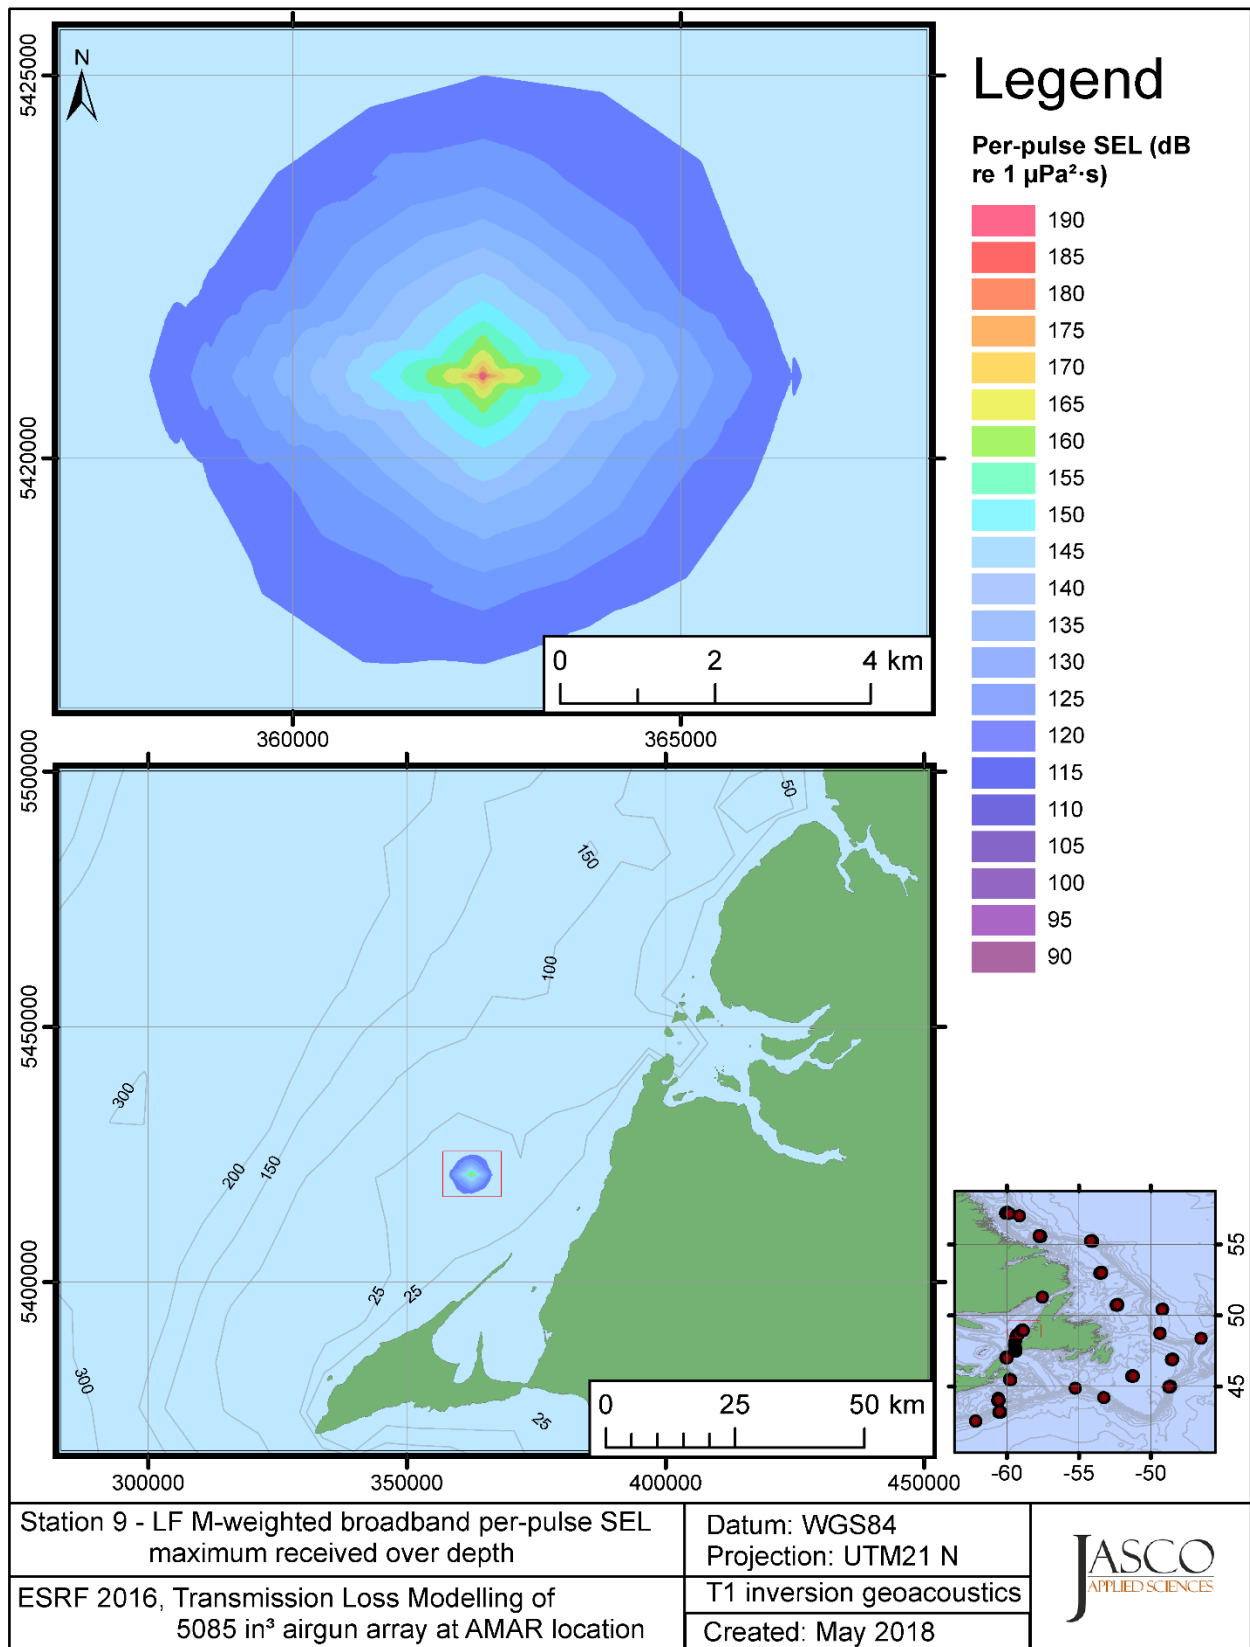 N
5425000
5420000
0 2 4 km
360000 365000
Legend
Per-pulse SEL (dB
re 1 µPa²·s)
190
185
180
175
170
165
160
155
150
145
140
135
130
125
120
115
110
105
100
95
90
5500000
5450000
5400000
50
150
100
300
200
150
25
25
300
25
0 25 50 km
300000 350000 400000 450000
55
50
45
-60 -55 -50
Station 9 - LF M-weighted broadband per-pulse SEL
maximum received over depth
ESRF 2016, Transmission Loss Modelling of
5085 in³ airgun array at AMAR location
Datum: WGS84
Projection: UTM21 N
T1 inversion geoacoustics
Created: May 2018
JASCO
APPLIED SCIENCES